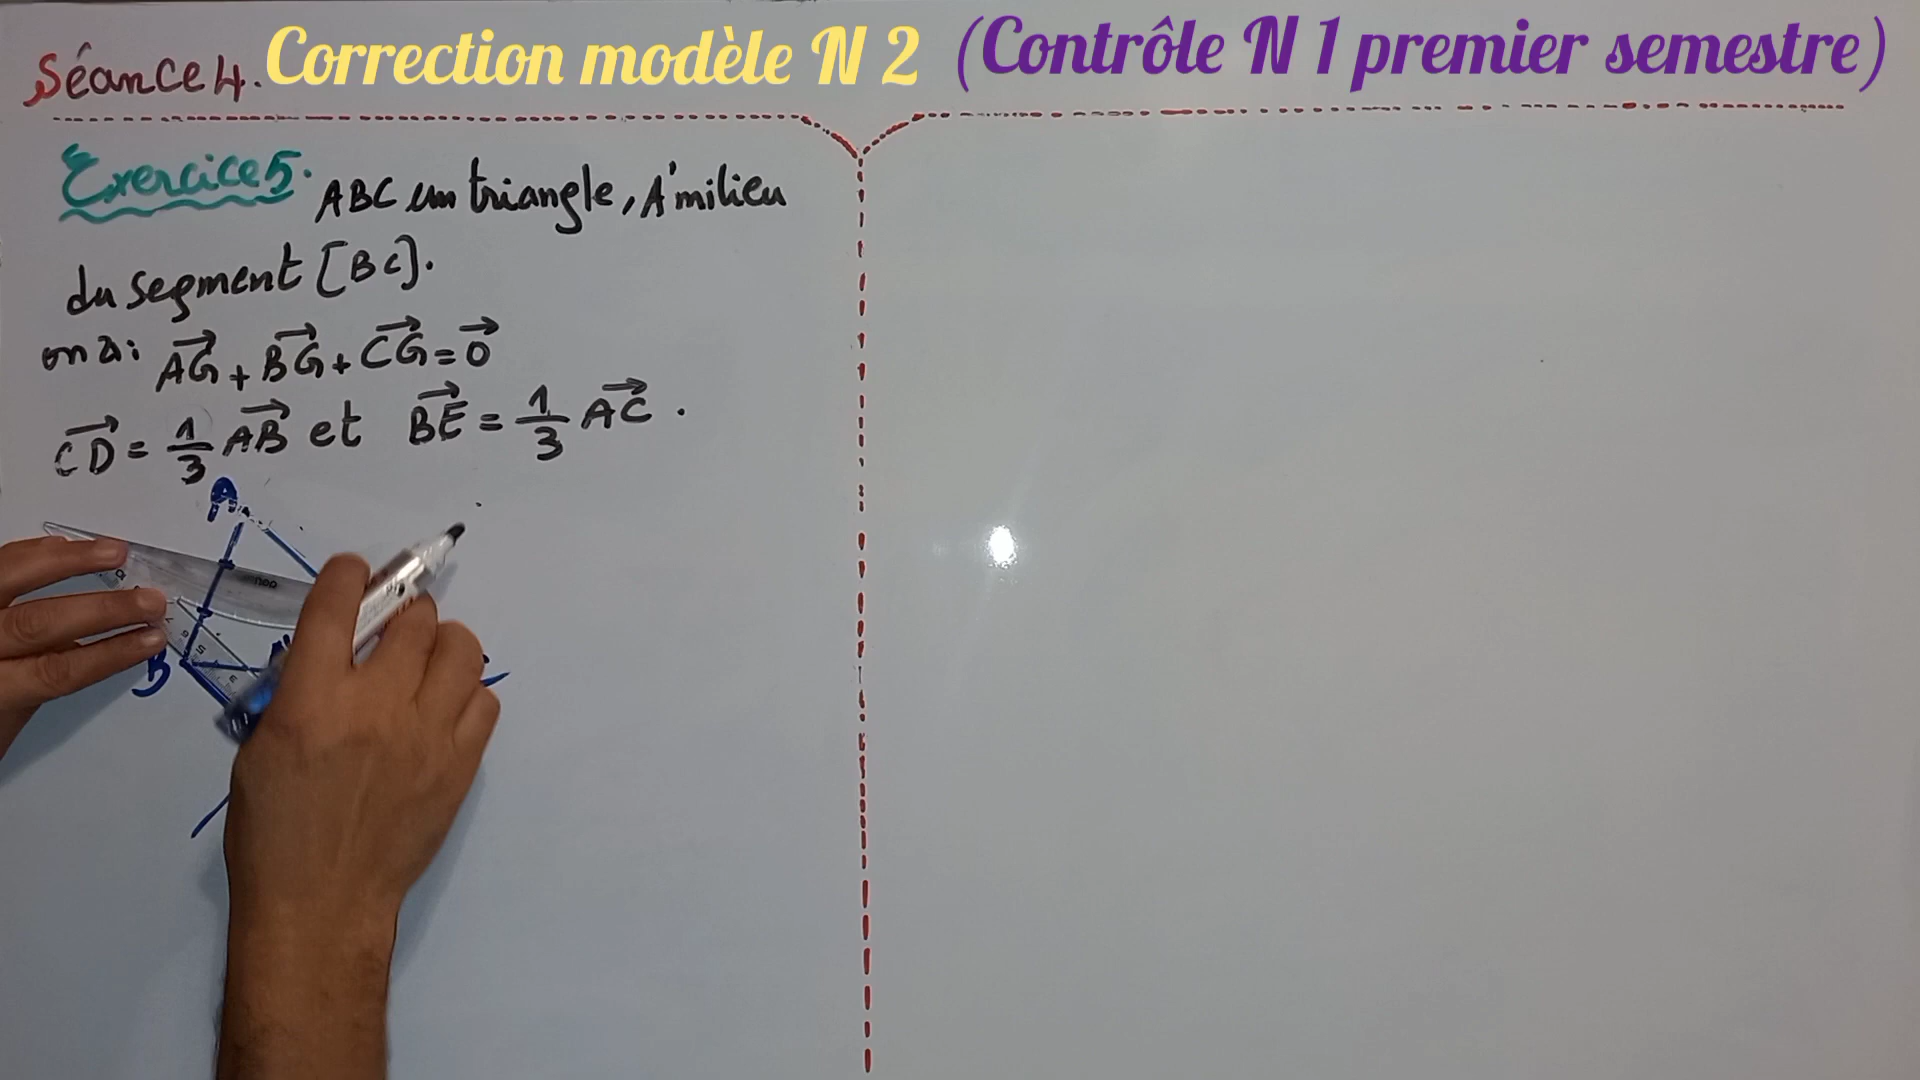 Séance 4. Correction modèle N 2 (Contrôle N 1 premier semestre)
Exercice 5. ABC un triangle, A' milieu
du segment [BC].
on a: AG + BG + CG = 0
CD = 1/3 AB et BE = 1/3 AC.
A
neo
B